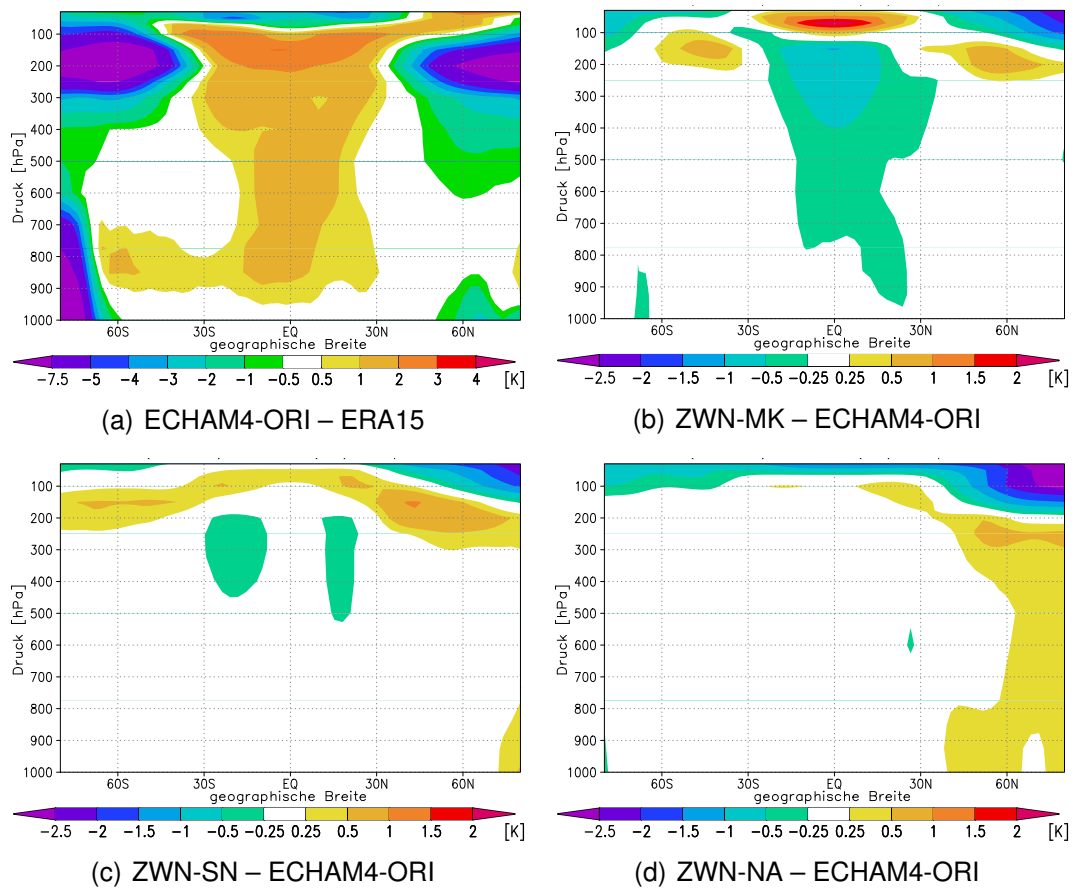 100
200
300
400
500
600
700
800
900
1000
Druck [hPa]
60S 30S EQ 30N 60N
geographische Breite
−7.5 −5 −4 −3 −2 −1 −0.5 0.5 1 2 3 4 [K]
(a) ECHAM4-ORI – ERA15
100
200
300
400
500
600
700
800
900
1000
Druck [hPa]
60S 30S EQ 30N 60N
geographische Breite
−2.5 −2 −1.5 −1 −0.5 −0.25 0.25 0.5 1 1.5 2 [K]
(b) ZWN-MK – ECHAM4-ORI
100
200
300
400
500
600
700
800
900
1000
Druck [hPa]
60S 30S EQ 30N 60N
geographische Breite
−2.5 −2 −1.5 −1 −0.5 −0.25 0.25 0.5 1 1.5 2 [K]
(c) ZWN-SN – ECHAM4-ORI
100
200
300
400
500
600
700
800
900
1000
Druck [hPa]
60S 30S EQ 30N 60N
geographische Breite
−2.5 −2 −1.5 −1 −0.5 −0.25 0.25 0.5 1 1.5 2 [K]
(d) ZWN-NA – ECHAM4-ORI